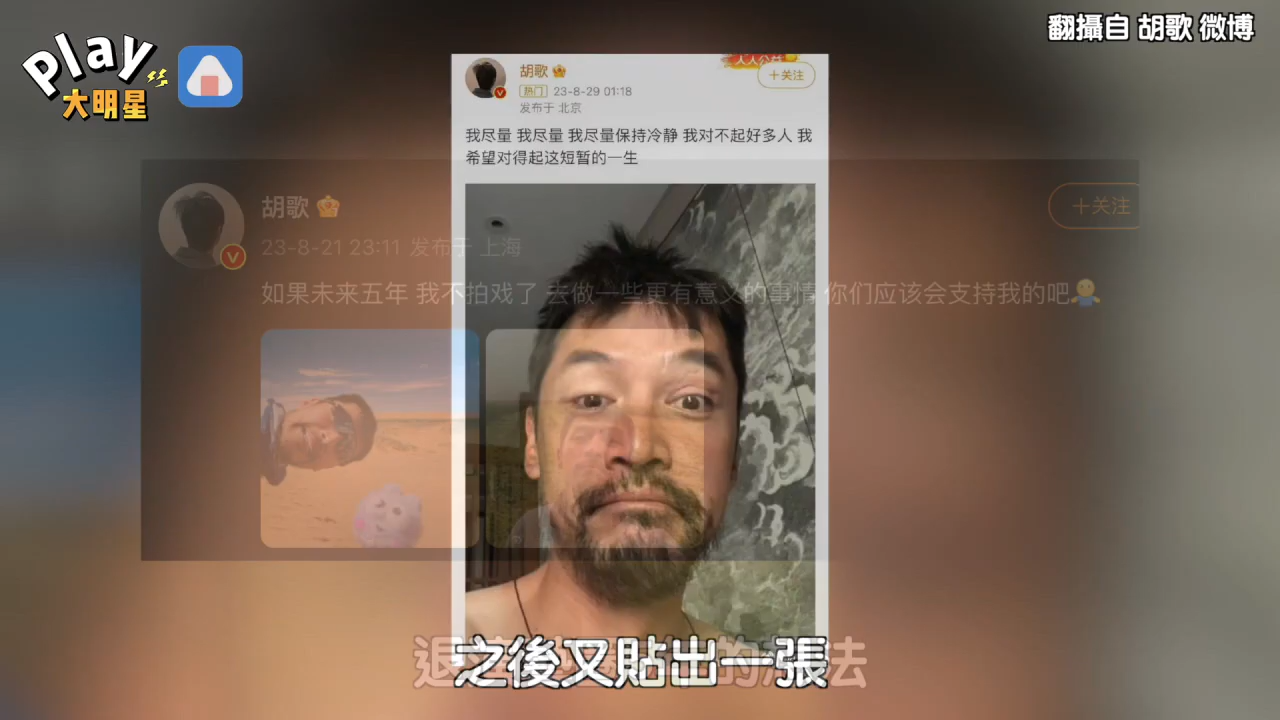 Play
大明星
翻攝自 胡歌 微博
胡歌
热门 23-8-29 01:18
发布于 北京
人人公益
＋关注
我尽量 我尽量 我尽量保持冷静 我对不起好多人 我
希望对得起这短暂的一生
胡歌
＋关注
23-8-21 23:11 发布于 上海
如果未来五年 我不拍戏了 去做一些更有意义的事情 你们应该会支持我的吧
之後又貼出一張